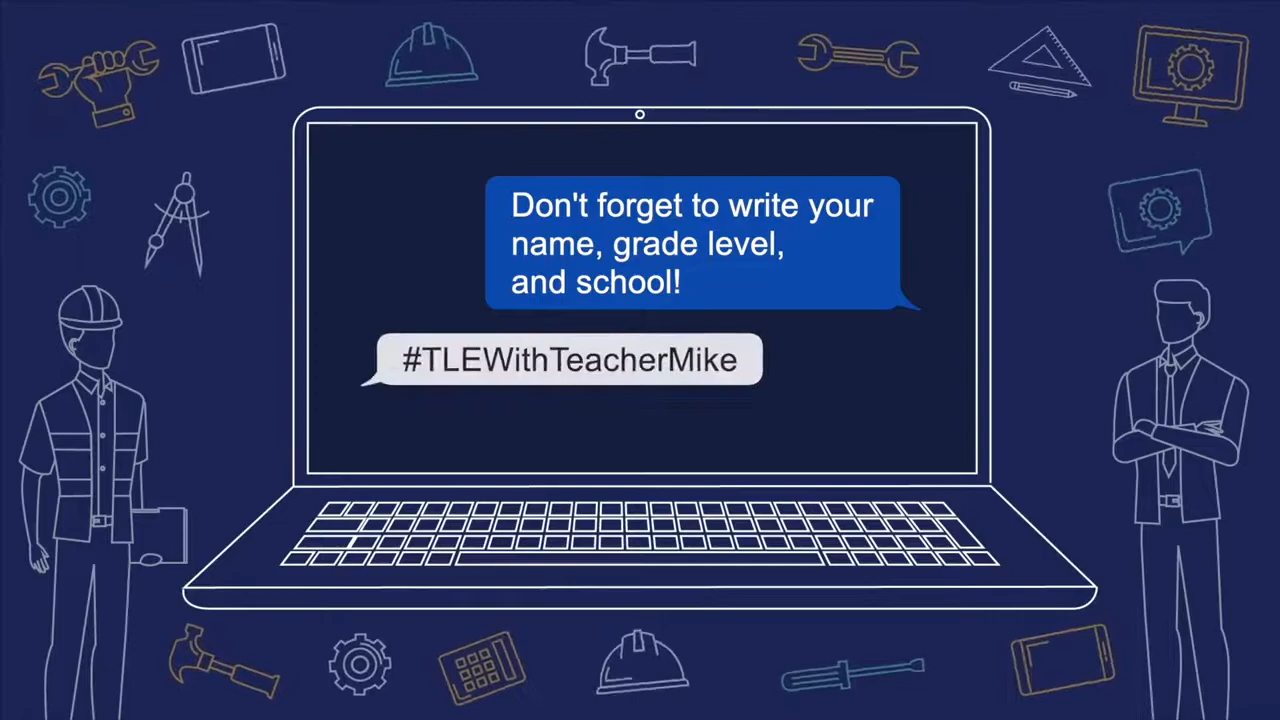 Don't forget to write your
name, grade level,
and school!
#TLEWithTeacherMike